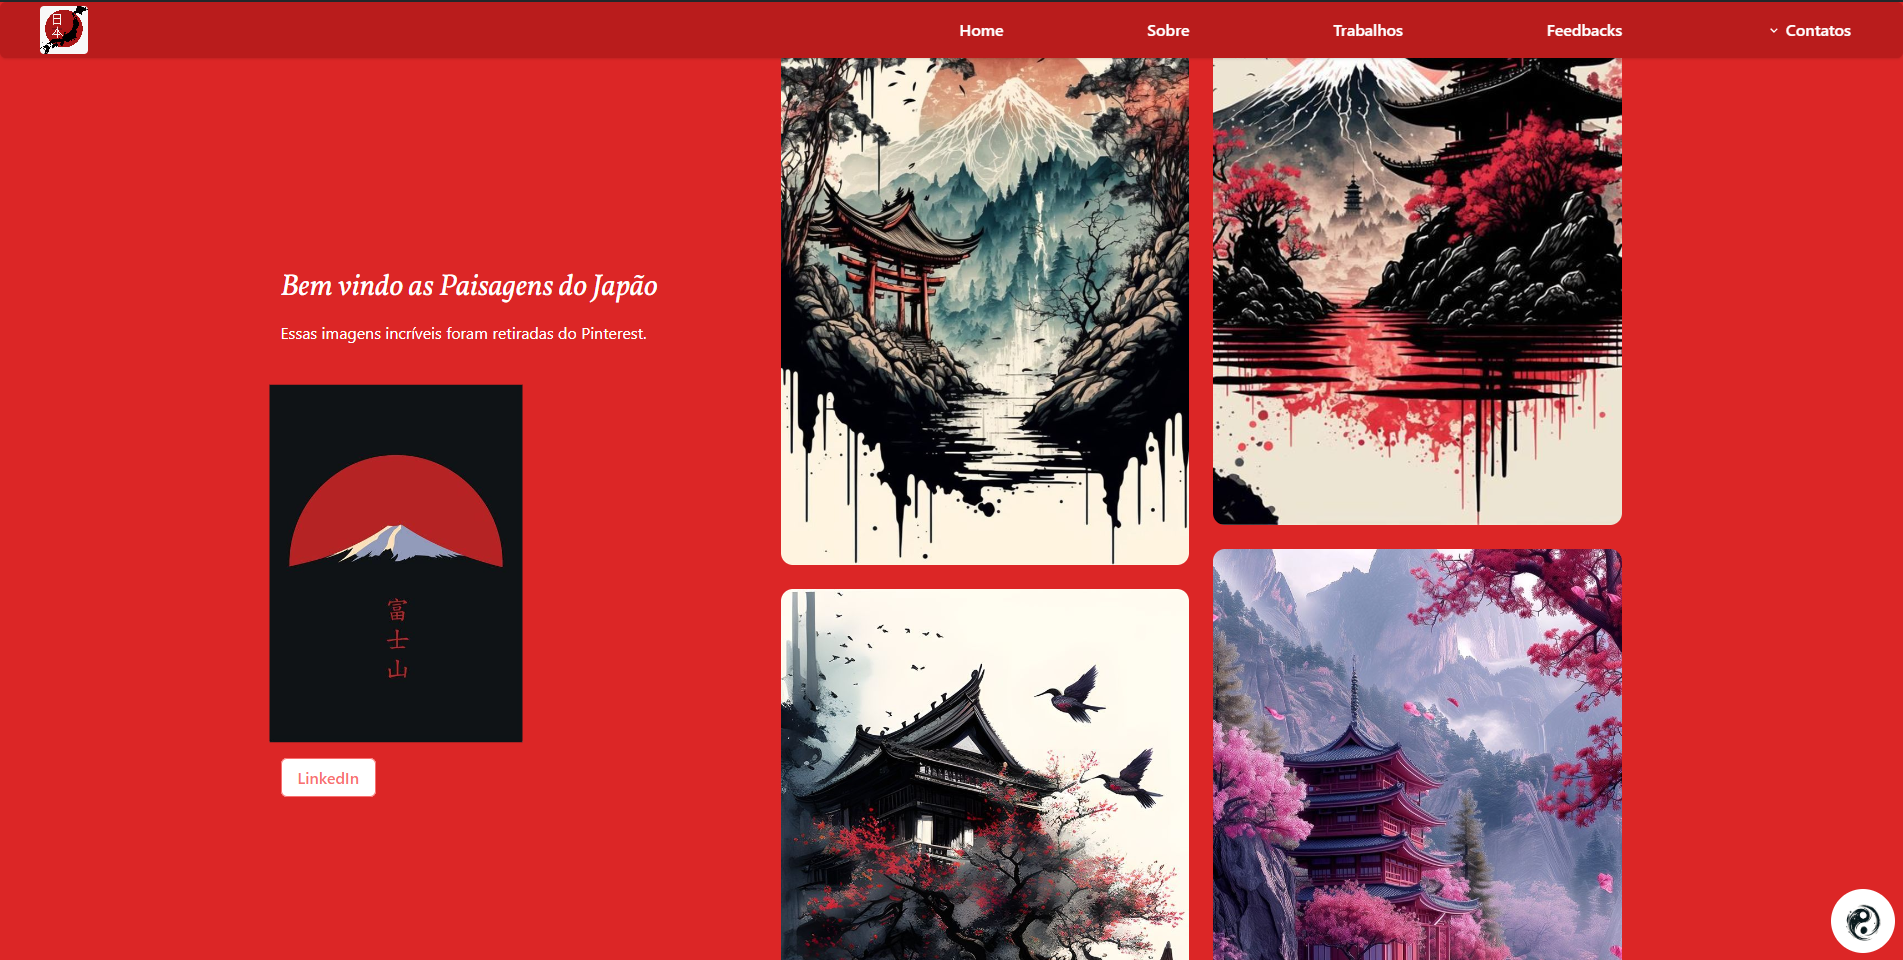 日
本
Home
Sobre
Trabalhos
Feedbacks
Contatos
Bem vindo as Paisagens do Japão
Essas imagens incríveis foram retiradas do Pinterest.
富
士
山
LinkedIn